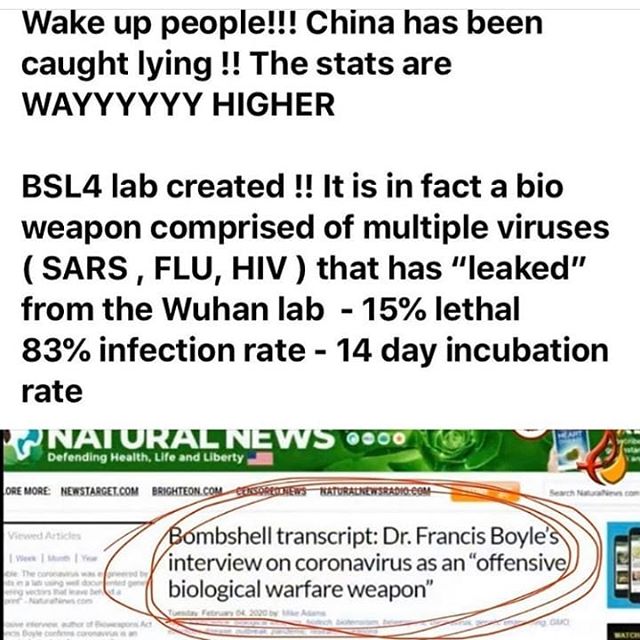 Wake up people!!! China has been
caught lying !! The stats are
WAYYYYYY HIGHER
BSL4 lab created !! It is in fact a bio
weapon comprised of multiple viruses
( SARS , FLU, HIV ) that has “leaked”
from the Wuhan lab - 15% lethal
83% infection rate - 14 day incubation
rate
NATURAL NEWS
Defending Health, Life and Liberty
ORE MORE: NEWSTARGET.COM BRIGHTEON.COM CENSORED.NEWS NATURALNEWSRADIO.COM
Search NaturalNews.com
Viewed Articles
Week | Month | Year
Bombshell transcript: Dr. Francis Boyle's
interview on coronavirus as an “offensive
biological warfare weapon”
Tuesday, February 04, 2020 by Mike Adams